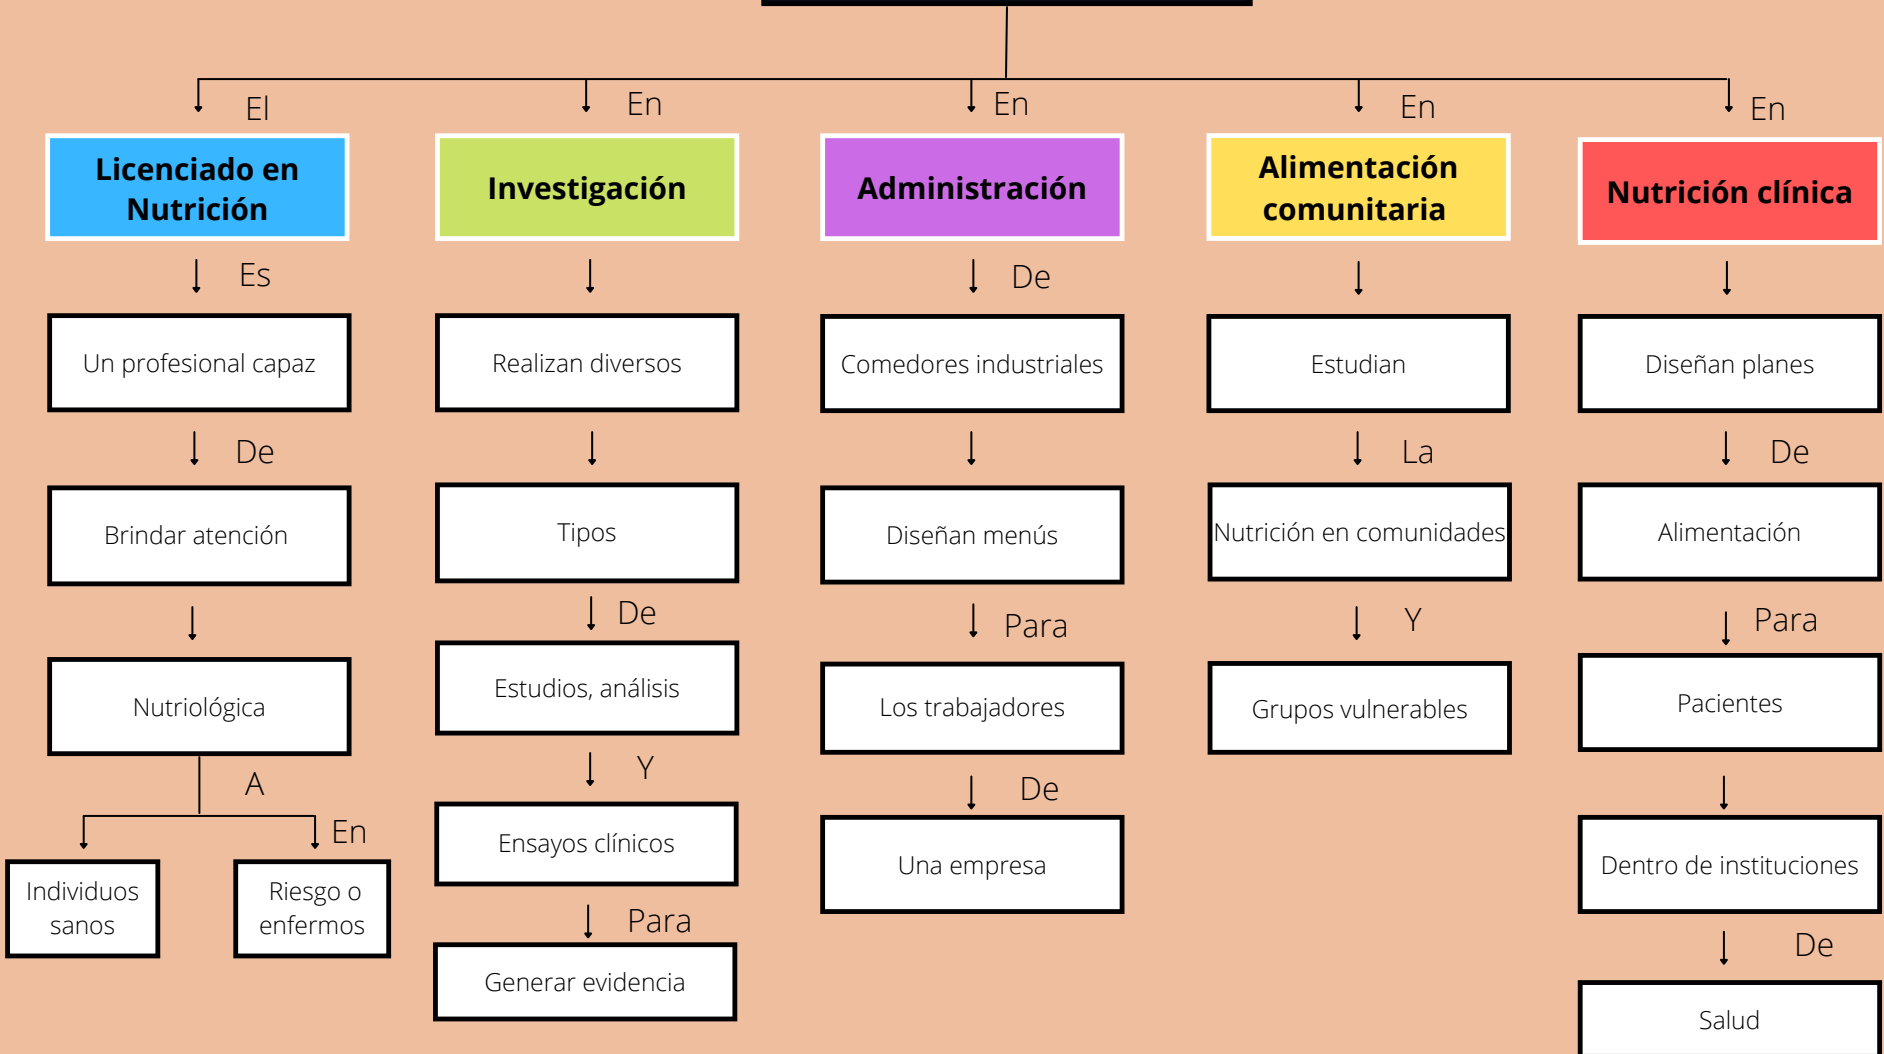 El
Licenciado en
Nutrición
Es
Un profesional capaz
De
Brindar atención
Nutriológica
A
Individuos
sanos
En
Riesgo o
enfermos
En
Investigación
Realizan diversos
Tipos
De
Estudios, análisis
Y
Ensayos clínicos
Para
Generar evidencia
En
Administración
De
Comedores industriales
Diseñan menús
Para
Los trabajadores
De
Una empresa
En
Alimentación
comunitaria
Estudian
La
Nutrición en comunidades
Y
Grupos vulnerables
En
Nutrición clínica
Diseñan planes
De
Alimentación
Para
Pacientes
Dentro de instituciones
De
Salud